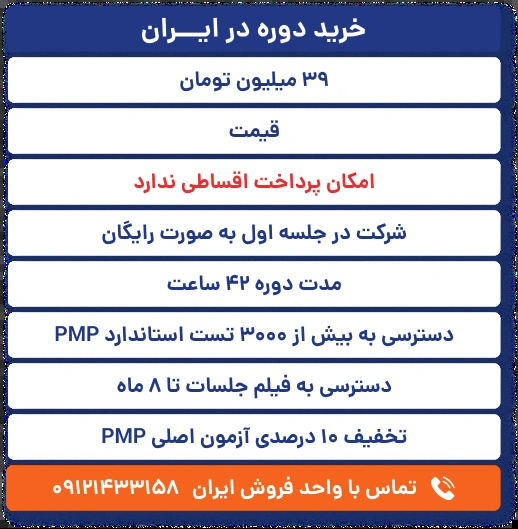 خرید دوره در ایـــران
۳۹ میلیون تومان
قیمت
امکان پرداخت اقساطی ندارد
شرکت در جلسه اول به صورت رایگان
مدت دوره ۴۲ ساعت
دسترسی به بیش از ۳۰۰۰ تست استاندارد PMP
دسترسی به فیلم جلسات تا ۸ ماه
تخفیف ۱۰ درصدی آزمون اصلی PMP
تماس با واحد فروش ایران ۰۹۱۲۱۴۳۳۱۵۸